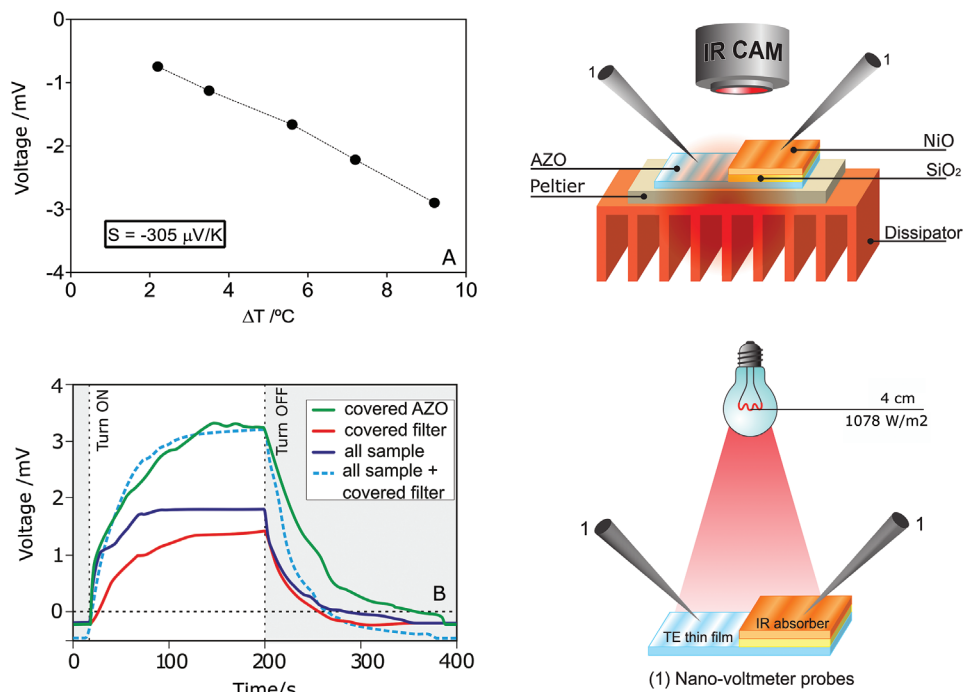 0
-1
-2
-3
-4
Voltage /mV
S = -305 µV/K
A
0
2
4
6
8
10
ΔT /ºC
IR CAM
1
1
AZO
Peltier
NiO
SiO₂
Dissipator
4
3
2
1
0
Voltage /mV
Turn ON
Turn OFF
covered AZO
covered filter
all sample
all sample +
covered filter
B
0
100
200
300
400
Time/s
4 cm
1078 W/m2
1
1
TE thin film
IR absorber
(1) Nano-voltmeter probes